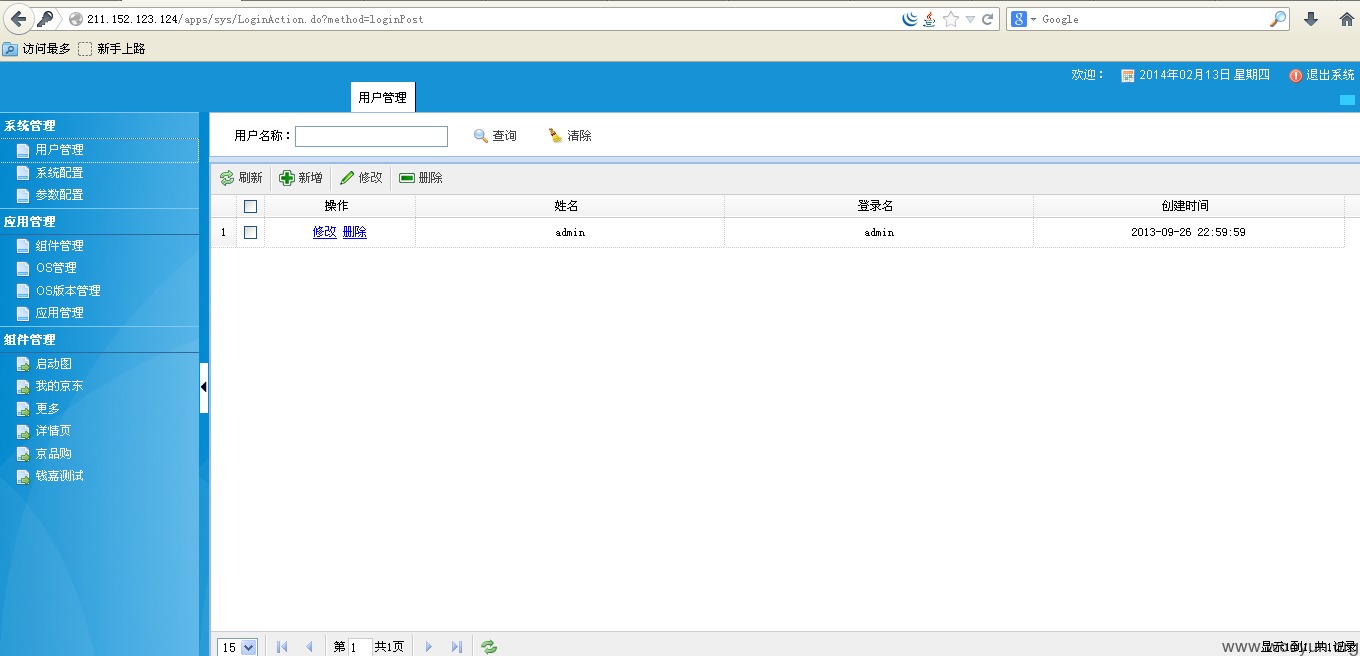 211.152.123.124/apps/sys/LoginAction.do?method=loginPost
Google
访问最多 新手上路
欢迎： 2014年02月13日 星期四 退出系统
用户管理
系统管理
用户管理
系统配置
参数配置
应用管理
组件管理
OS管理
OS版本管理
应用管理
组件管理
启动图
我的京东
更多
详情页
京品购
钱嘉测试
用户名称： 查询 清除
刷新 新增 修改 删除
操作 姓名 登录名 创建时间
1 修改 删除 admin admin 2013-09-26 22:59:59
15 第 1 共1页
显示1到1,共1记录